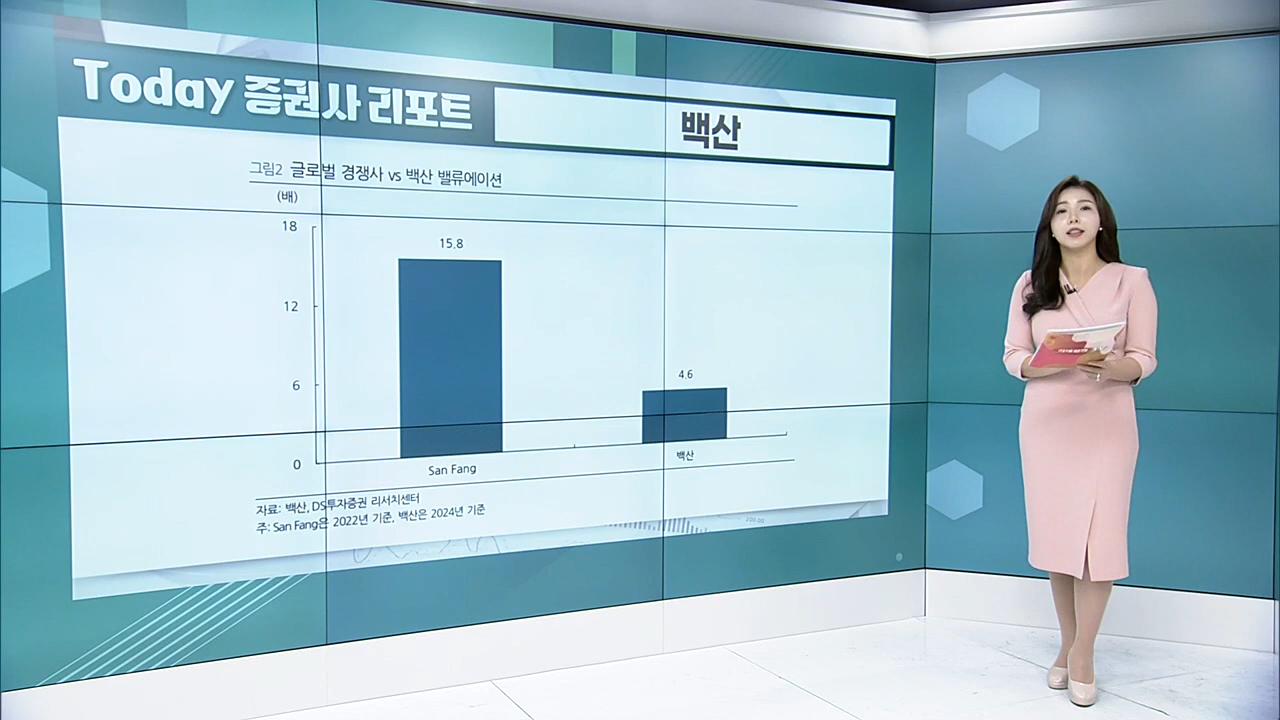 Today 증권사 리포트
백산
그림2 글로벌 경쟁사 vs 백산 밸류에이션
(배)
18
15.8
12
6
4.6
0
San Fang
백산
자료: 백산, DS투자증권 리서치센터
주: San Fang은 2022년 기준, 백산은 2024년 기준
200.00